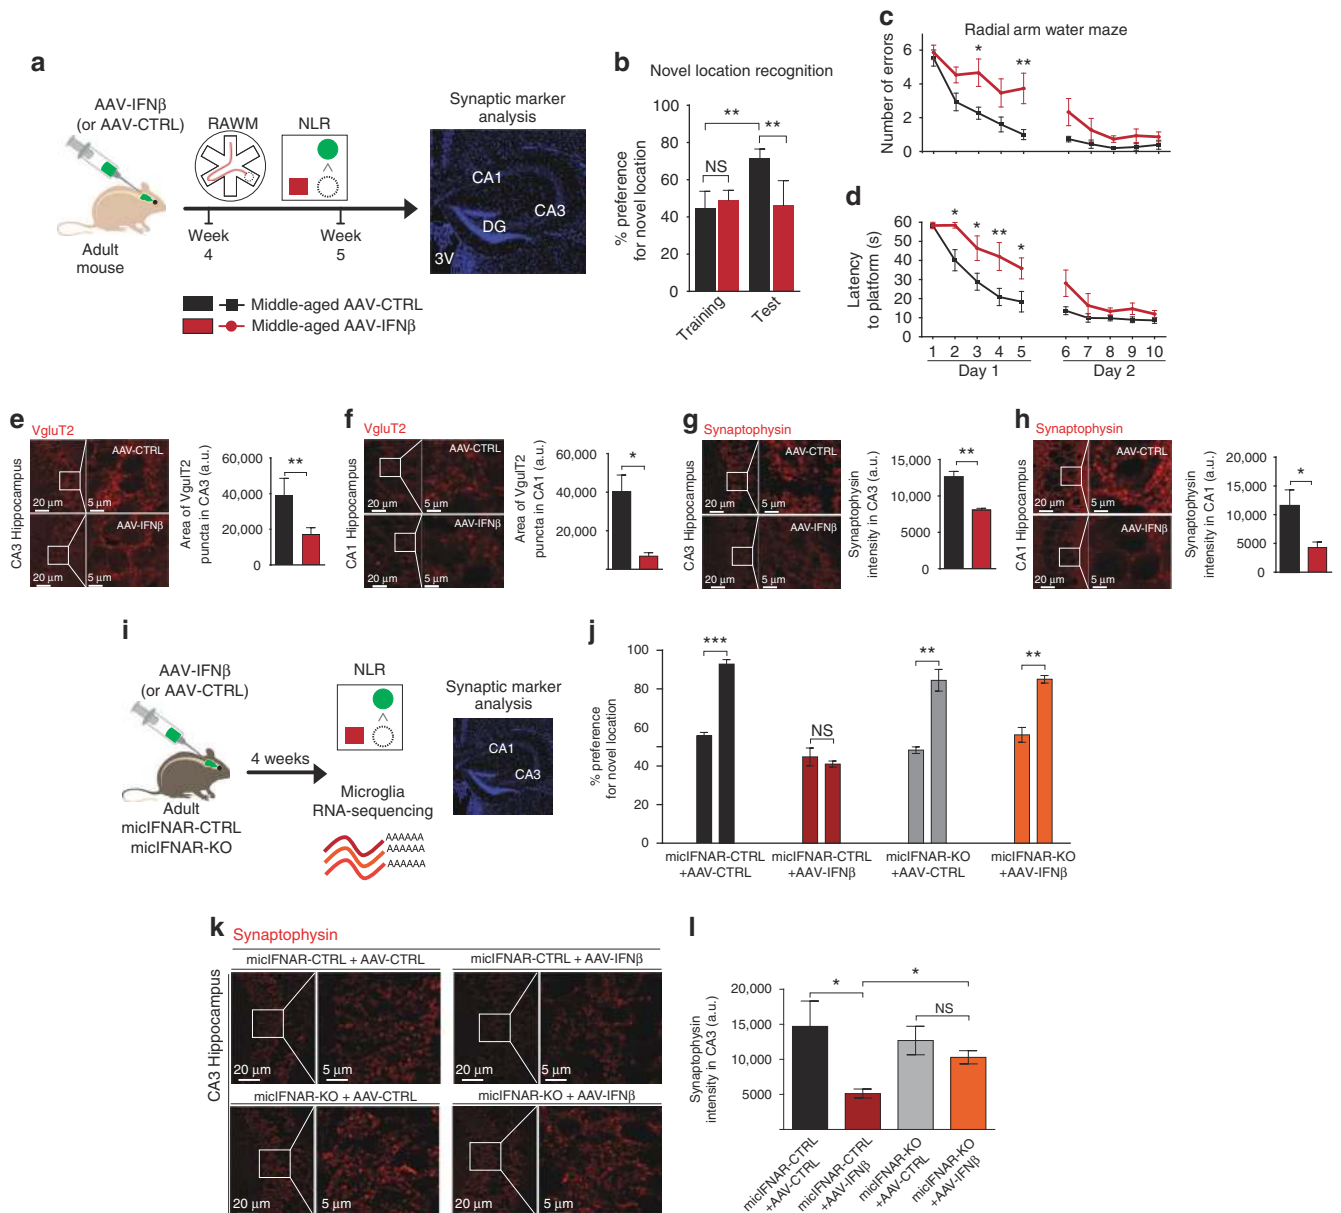 a
AAV-IFNβ
(or AAV-CTRL)
RAWM
NLR
Synaptic marker
analysis
CA1
CA3
DG
3V
Adult
mouse
Week
4
Week
5
Middle-aged AAV-CTRL
Middle-aged AAV-IFNβ
b
Novel location recognition
% preference
for novel location
100
80
60
40
20
0
**
**
NS
Training
Test
c
Radial arm water maze
Number of errors
6
4
2
0
*
**
d
Latency
to platform (s)
60
50
40
30
20
10
0
*
*
**
*
1 2 3 4 5
6 7 8 9 10
Day 1
Day 2
e
VgluT2
CA3 Hippocampus
AAV-CTRL
20 µm
5 µm
AAV-IFNβ
20 µm
5 µm
Area of VgulT2
puncta in CA3 (a.u.)
60,000
40,000
20,000
0
**
f
VgluT2
CA1 Hippocampus
AAV-CTRL
20 µm
5 µm
AAV-IFNβ
20 µm
5 µm
Area of VgulT2
puncta in CA1 (a.u.)
60,000
40,000
20,000
0
*
g
Synaptophysin
CA3 Hippocampus
AAV-CTRL
20 µm
5 µm
AAV-IFNβ
20 µm
5 µm
Synaptophysin
intensity in CA3 (a.u.)
15,000
10,000
5000
0
**
h
Synaptophysin
CA1 Hippocampus
AAV-CTRL
20 µm
5 µm
AAV-IFNβ
20 µm
5 µm
Synaptophysin
intensity in CA1 (a.u.)
20,000
15,000
10,000
5000
0
*
i
AAV-IFNβ
(or AAV-CTRL)
4 weeks
Adult
micIFNAR-CTRL
micIFNAR-KO
NLR
Microglia
RNA-sequencing
AAAAAA
AAAAAA
AAAAAA
Synaptic marker
analysis
CA1
CA3
j
% preference
for novel location
100
80
60
40
20
0
***
NS
**
**
micIFNAR-CTRL
+AAV-CTRL
micIFNAR-CTRL
+AAV-IFNβ
micIFNAR-KO
+AAV-CTRL
micIFNAR-KO
+AAV-IFNβ
k
Synaptophysin
CA3 Hippocampus
micIFNAR-CTRL + AAV-CTRL
20 µm
5 µm
micIFNAR-CTRL + AAV-IFNβ
20 µm
5 µm
micIFNAR-KO + AAV-CTRL
20 µm
5 µm
micIFNAR-KO + AAV-IFNβ
20 µm
5 µm
l
Synaptophysin
intensity in CA3 (a.u.)
20,000
15,000
10,000
5000
*
*
NS
micIFNAR-CTRL
+AAV-CTRL
micIFNAR-CTRL
+AAV-IFNβ
micIFNAR-KO
+AAV-CTRL
micIFNAR-KO
+AAV-IFNβ